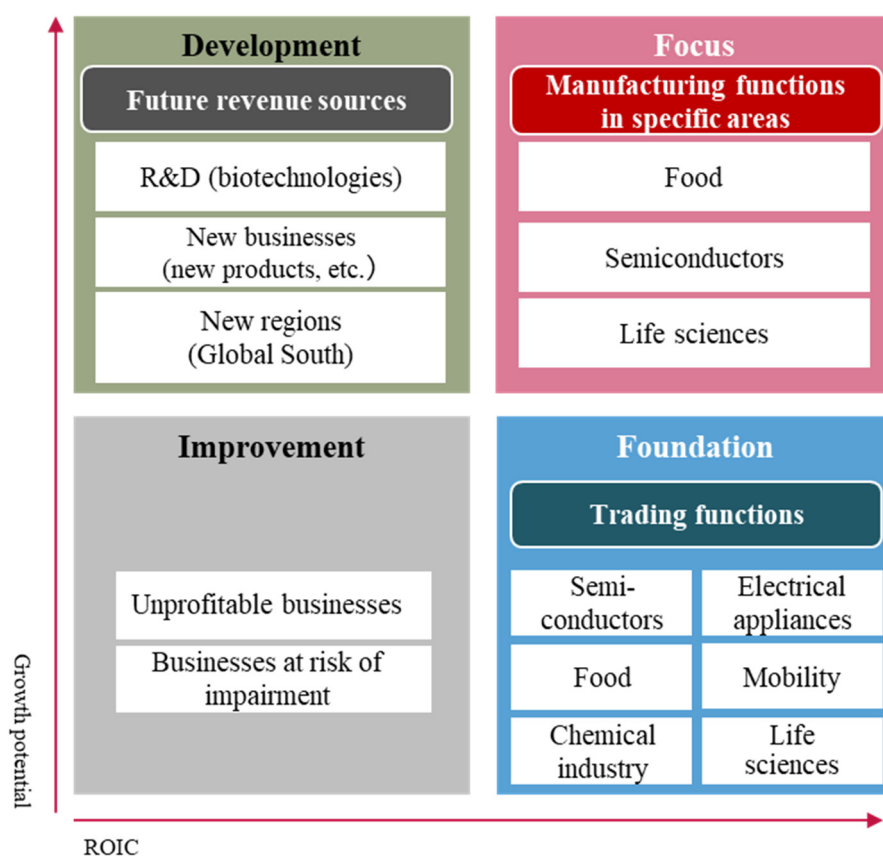 Development
Future revenue sources
R&D (biotechnologies)
New businesses
(new products, etc.)
New regions
(Global South)
Focus
Manufacturing functions
in specific areas
Food
Semiconductors
Life sciences
Improvement
Unprofitable businesses
Businesses at risk of
impairment
Foundation
Trading functions
Semi-
conductors
Electrical
appliances
Food
Mobility
Chemical
industry
Life
sciences
Growth potential
ROIC